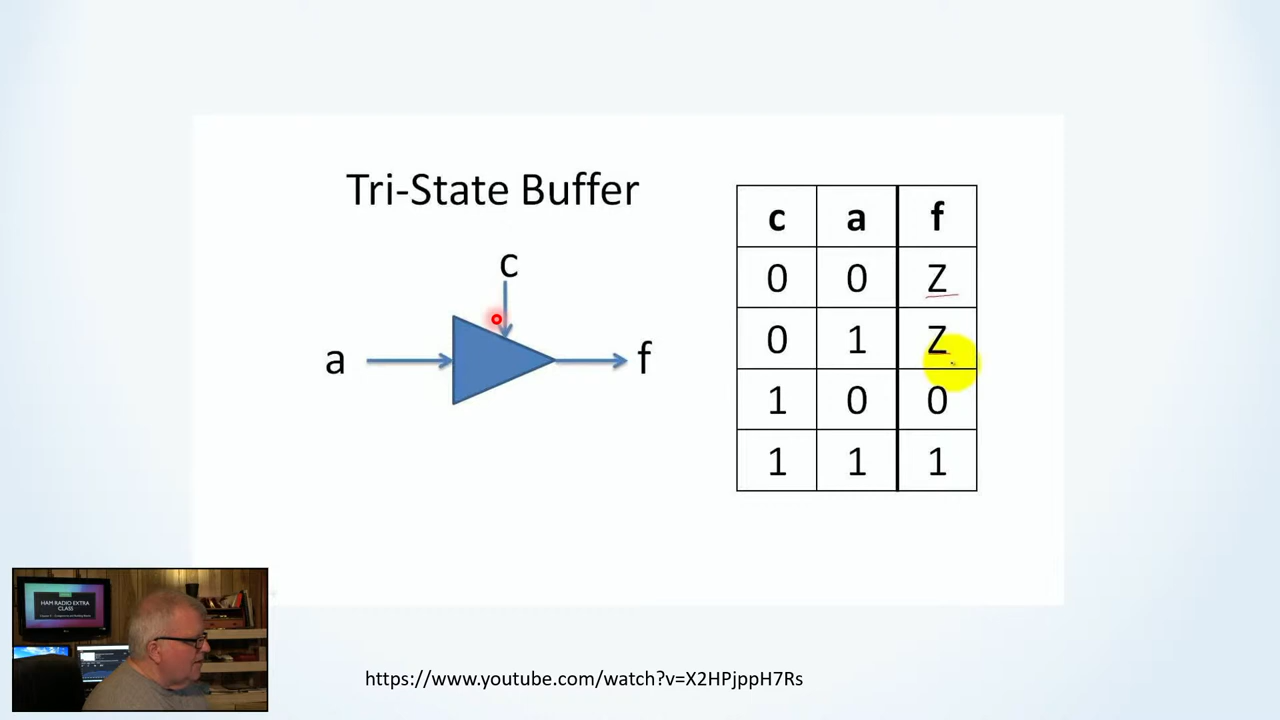 Tri-State Buffer
c
a
f
c a f
0 0 Z
0 1 Z
1 0 0
1 1 1
HAM RADIO EXTRA
CLASS
https://www.youtube.com/watch?v=X2HPjppH7Rs